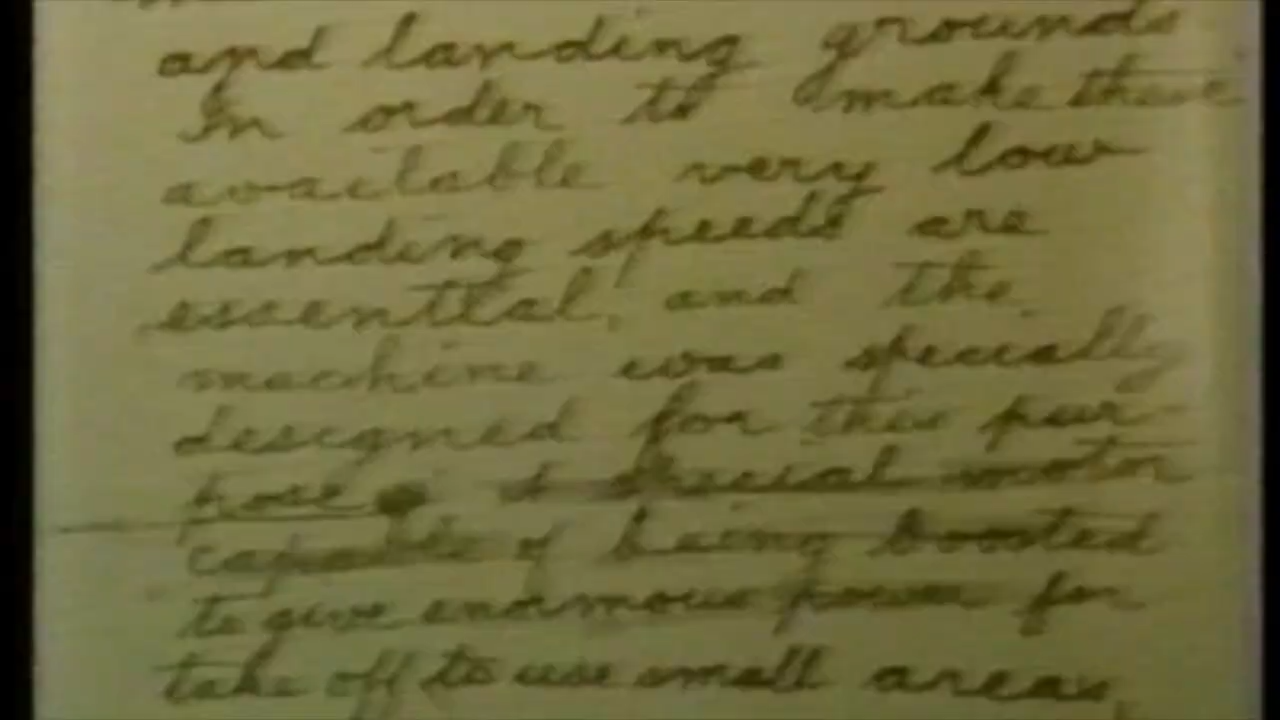 and landing grounds
In order to make these
available very low
landing speeds are
essential, and the
machine was specially
designed for this pur-
pose. A special motor
capable of being boosted
to give enormous power for
take off to use small areas,